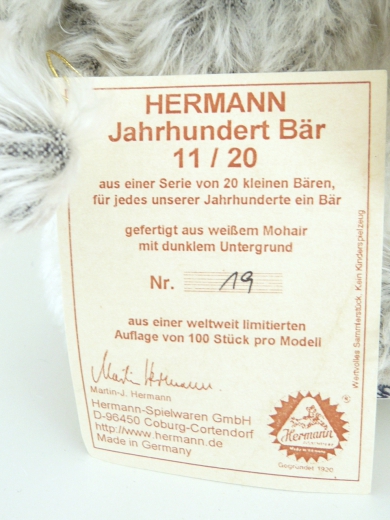 HERMANN
Jahrhundert Bär
11 / 20
aus einer Serie von 20 kleinen Bären,
für jedes unserer Jahrhunderte ein Bär
gefertigt aus weißem Mohair
mit dunklem Untergrund
Nr. 19
aus einer weltweit limitierten
Auflage von 100 Stück pro Modell
Martin Hermann
Martin-J. Hermann
Hermann-Spielwaren GmbH
D-96450 Coburg-Cortendorf
http://www.hermann.de
Made in Germany
Wertvolles Sammlerstück, Kein Kinderspielzeug
Hermann
Gegründet 1920